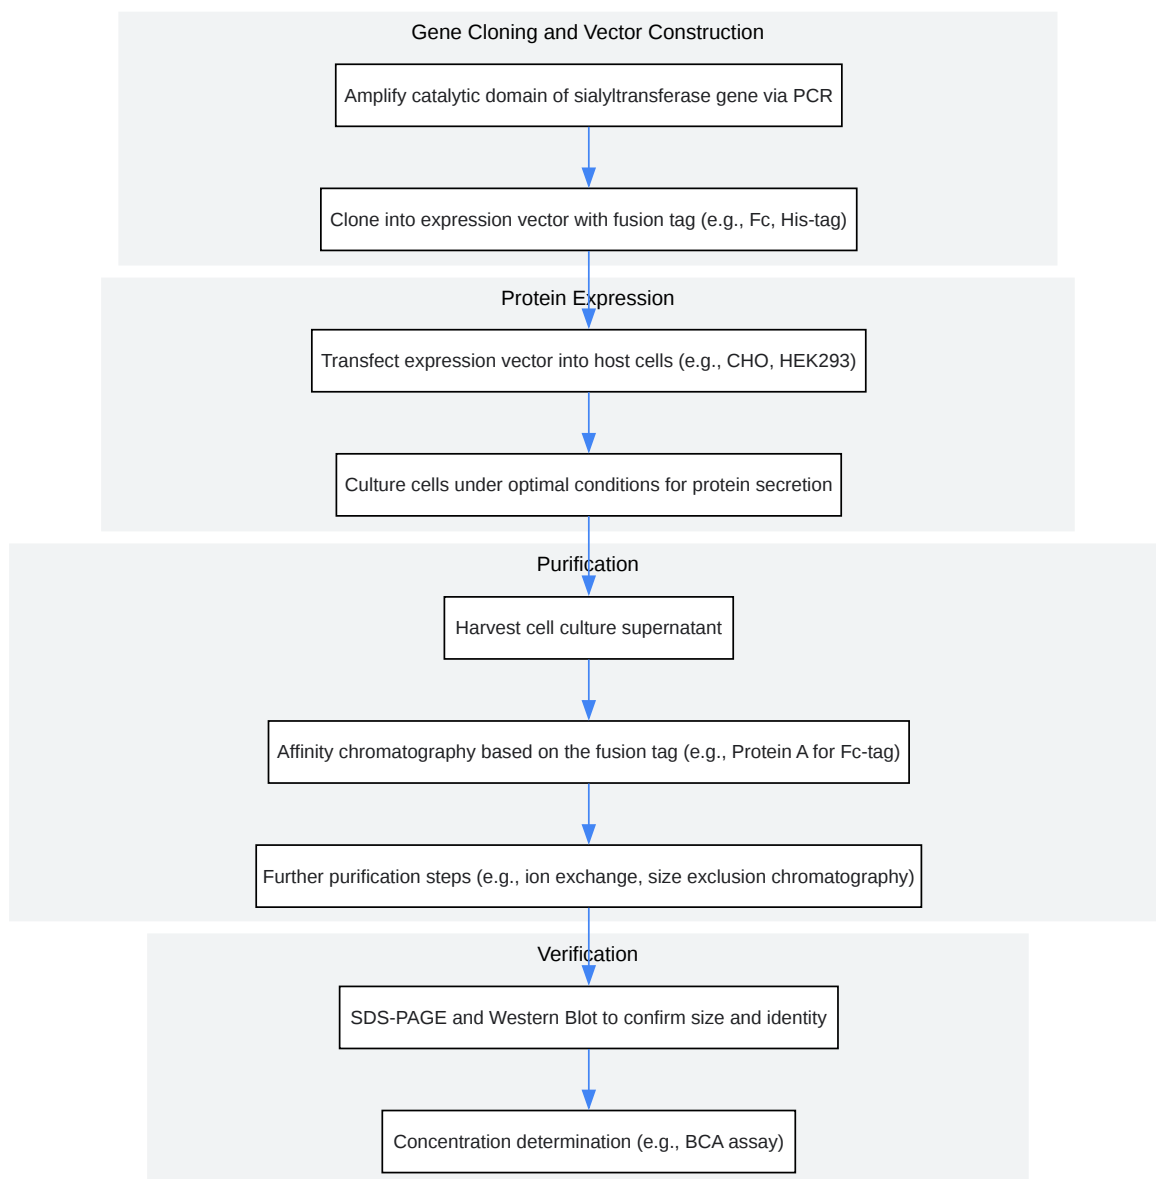 Gene Cloning and Vector Construction
Amplify catalytic domain of sialyltransferase gene via PCR
Clone into expression vector with fusion tag (e.g., Fc, His-tag)
Protein Expression
Transfect expression vector into host cells (e.g., CHO, HEK293)
Culture cells under optimal conditions for protein secretion
Purification
Harvest cell culture supernatant
Affinity chromatography based on the fusion tag (e.g., Protein A for Fc-tag)
Further purification steps (e.g., ion exchange, size exclusion chromatography)
Verification
SDS-PAGE and Western Blot to confirm size and identity
Concentration determination (e.g., BCA assay)